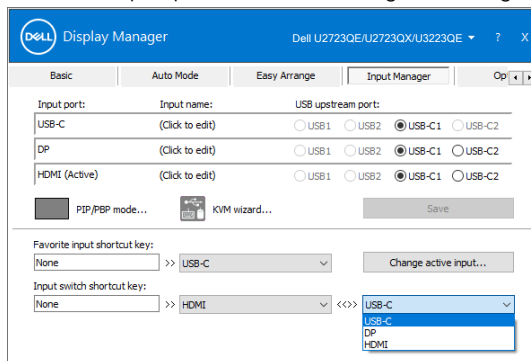 DELL Display Manager Dell U2723QE/U2723QX/U3223QE ? X
Basic Auto Mode Easy Arrange Input Manager Op
Input port: Input name: USB upstream port:
USB-C (Click to edit) USB1 USB2 USB-C1 USB-C2
DP (Click to edit) USB1 USB2 USB-C1 USB-C2
HDMI (Active) (Click to edit) USB1 USB2 USB-C1 USB-C2
PIP/PBP mode... KVM wizard... Save
Favorite input shortcut key:
None >> USB-C Change active input...
Input switch shortcut key:
None >> HDMI <<>> USB-C
USB-C
DP
HDMI